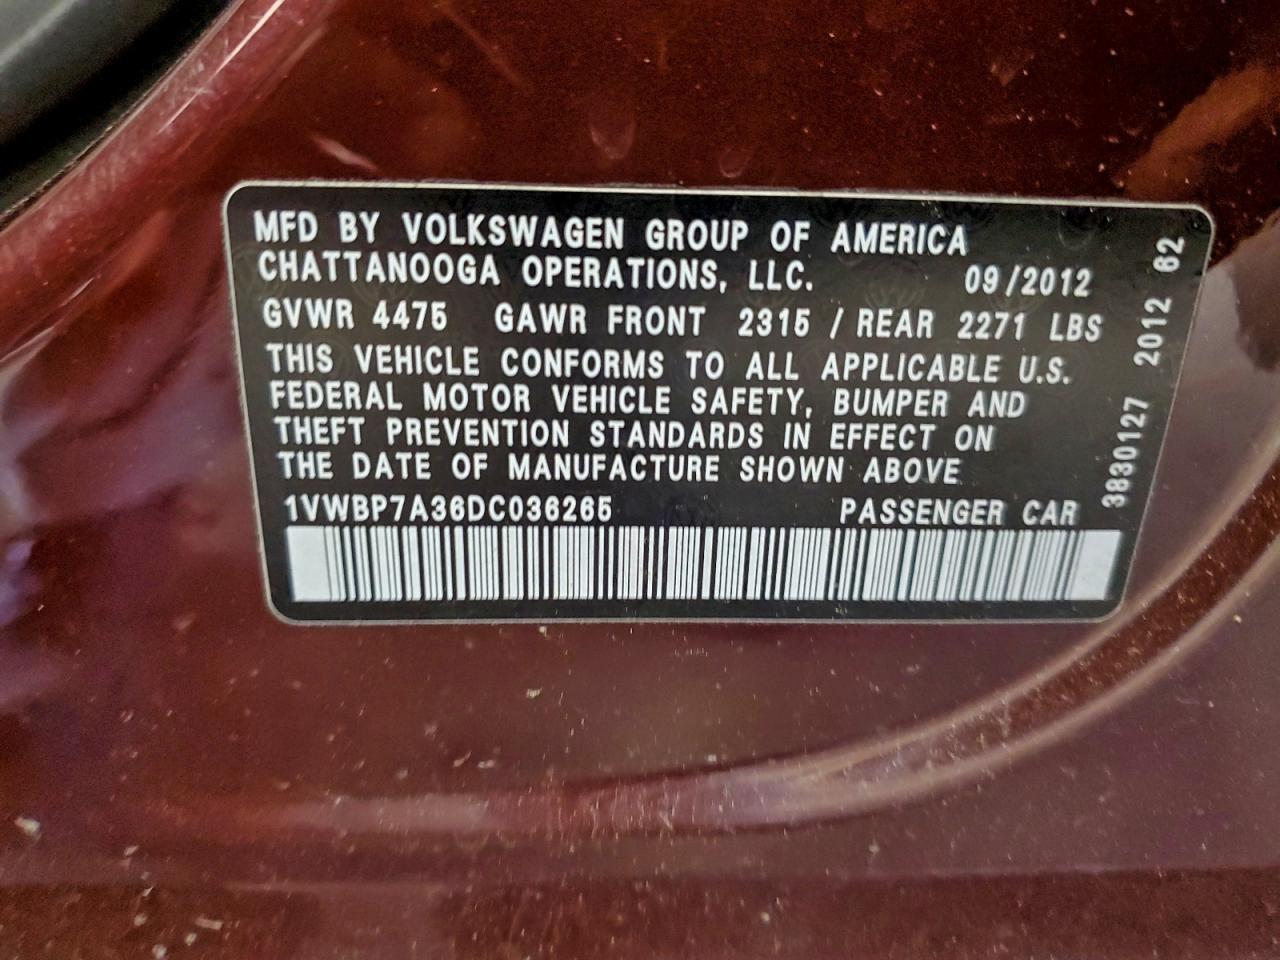 MFD BY VOLKSWAGEN GROUP OF AMERICA
CHATTANOOGA OPERATIONS, LLC. 09/2012
GVWR 4475 GAWR FRONT 2315 / REAR 2271 LBS
THIS VEHICLE CONFORMS TO ALL APPLICABLE U.S.
FEDERAL MOTOR VEHICLE SAFETY, BUMPER AND
THEFT PREVENTION STANDARDS IN EFFECT ON
THE DATE OF MANUFACTURE SHOWN ABOVE
1VWBP7A36DC036265 PASSENGER CAR
3830127 2012 62